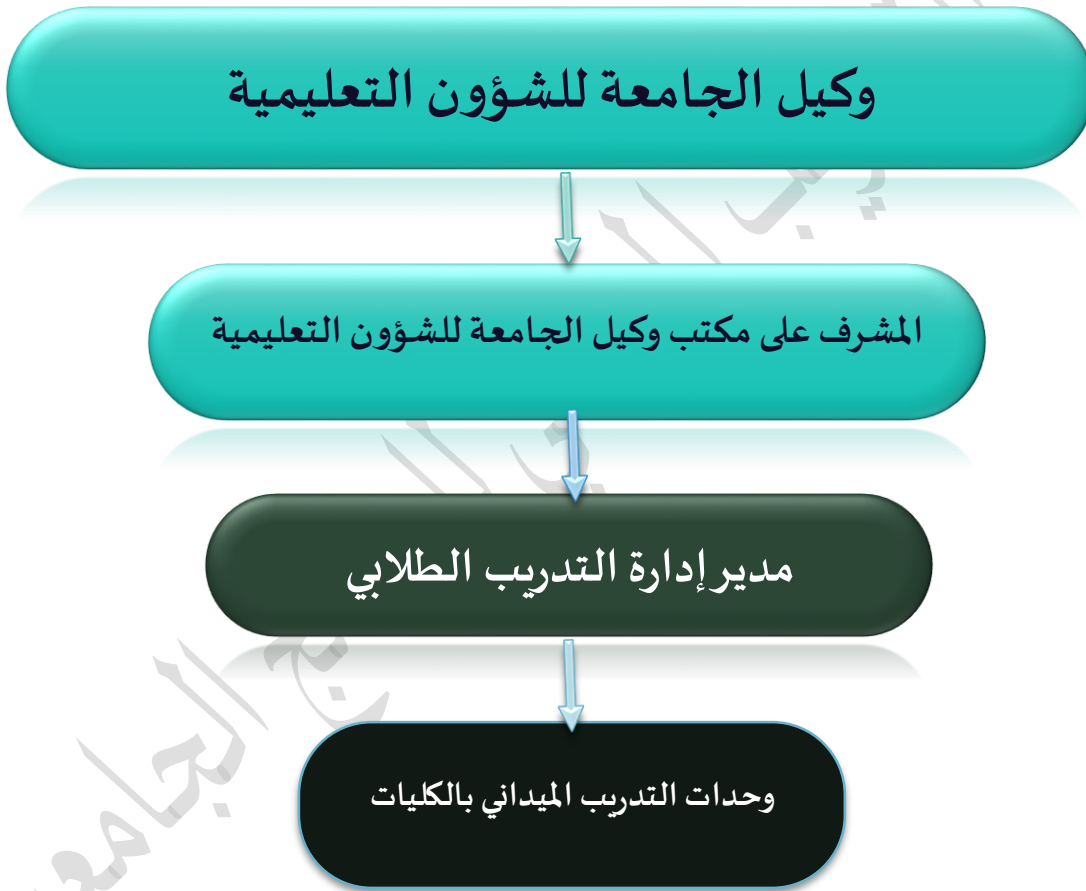 وكيل الجامعة للشؤون التعليمية
المشرف على مكتب وكيل الجامعة للشؤون التعليمية
مدير إدارة التدريب الطلابي
وحدات التدريب الميداني بالكليات